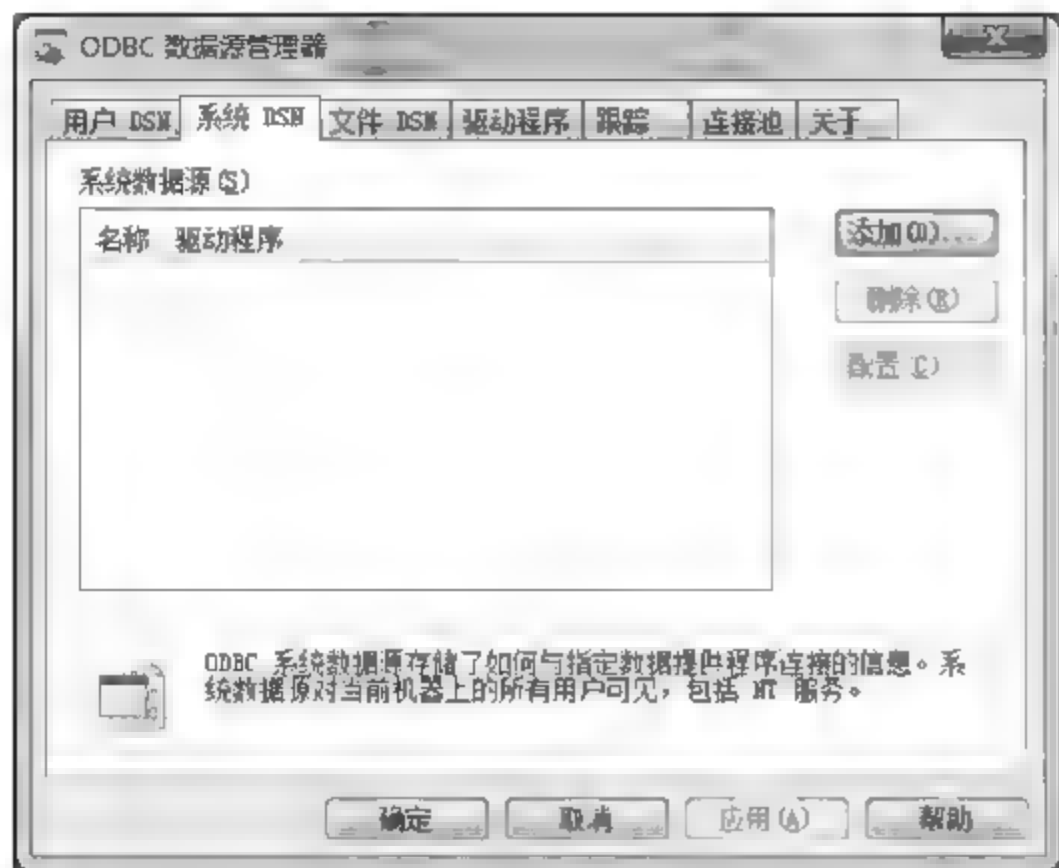 ODBC 数据源管理器
用户 DSN 系统 DSN 文件 DSN 驱动程序 跟踪 连接池 关于
系统数据源(S)
名称 驱动程序
添加(D)...
删除(R)
配置(C)
ODBC 系统数据源存储了如何与指定数据提供程序连接的信息。系
统数据源对当前机器上的所有用户可见，包括 NT 服务。
确定 取消 应用(A) 帮助